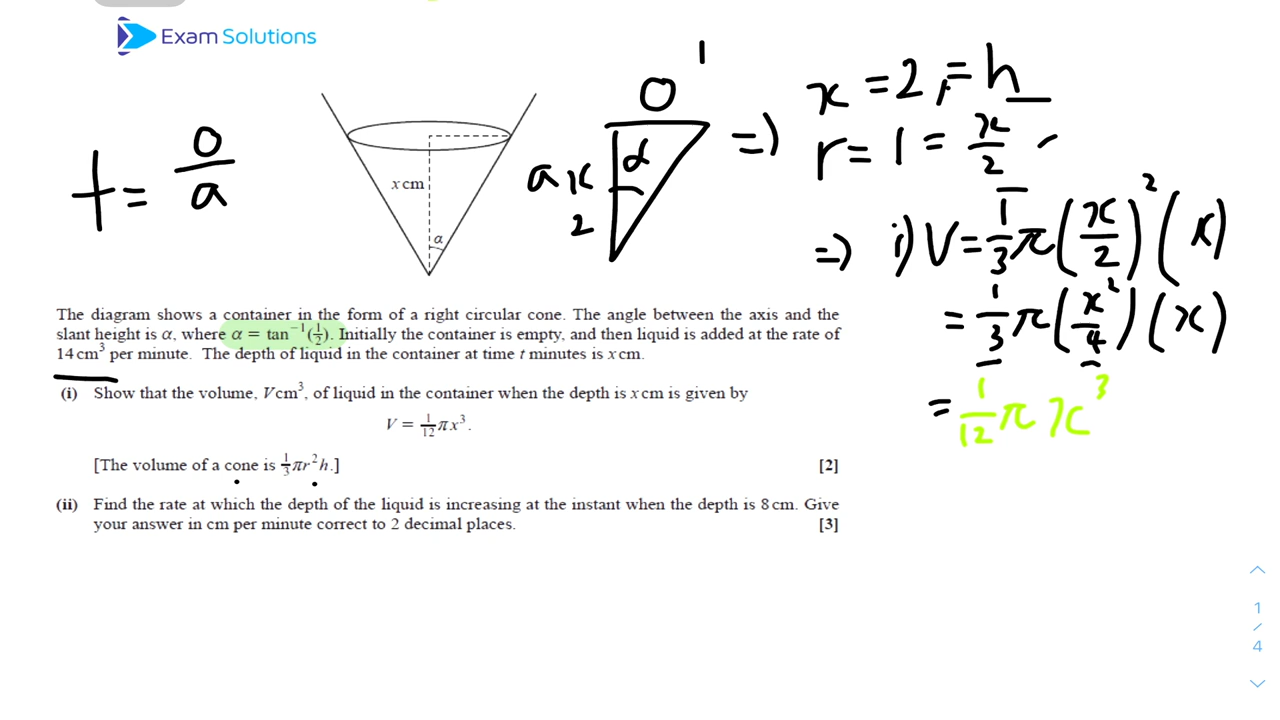 Exam Solutions
t = o/a
x cm
α
o 1
a x
2
α
=> x = 2 = h
r = 1 = x/2
=> i) V = 1/3 π (x/2)² (x)
= 1/3 π (x²/4) (x)
= 1/12 π x³
The diagram shows a container in the form of a right circular cone. The angle between the axis and the
slant height is α, where α = tan⁻¹(½). Initially the container is empty, and then liquid is added at the rate of
14 cm³ per minute. The depth of liquid in the container at time t minutes is x cm.
(i) Show that the volume, V cm³, of liquid in the container when the depth is x cm is given by
V = 1/12 πx³.
[The volume of a cone is ⅓πr²h.] [2]
(ii) Find the rate at which the depth of the liquid is increasing at the instant when the depth is 8 cm. Give
your answer in cm per minute correct to 2 decimal places. [3]
1
/
4